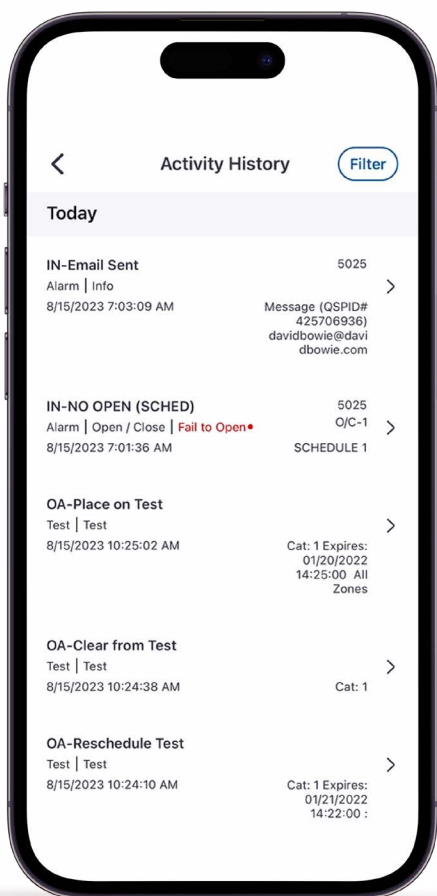 Activity History
Filter
Today
IN-Email Sent
5025
Alarm | Info
8/15/2023 7:03:09 AM
Message (QSPID#
425706936)
davidbowie@davi
dbowie.com
IN-NO OPEN (SCHED)
5025
Alarm | Open / Close | Fail to Open
O/C-1
8/15/2023 7:01:36 AM
SCHEDULE 1
OA-Place on Test
Test | Test
8/15/2023 10:25:02 AM
Cat: 1 Expires:
01/20/2022
14:25:00 All
Zones
OA-Clear from Test
Test | Test
8/15/2023 10:24:38 AM
Cat: 1
OA-Reschedule Test
Test | Test
8/15/2023 10:24:10 AM
Cat: 1 Expires:
01/21/2022
14:22:00 :